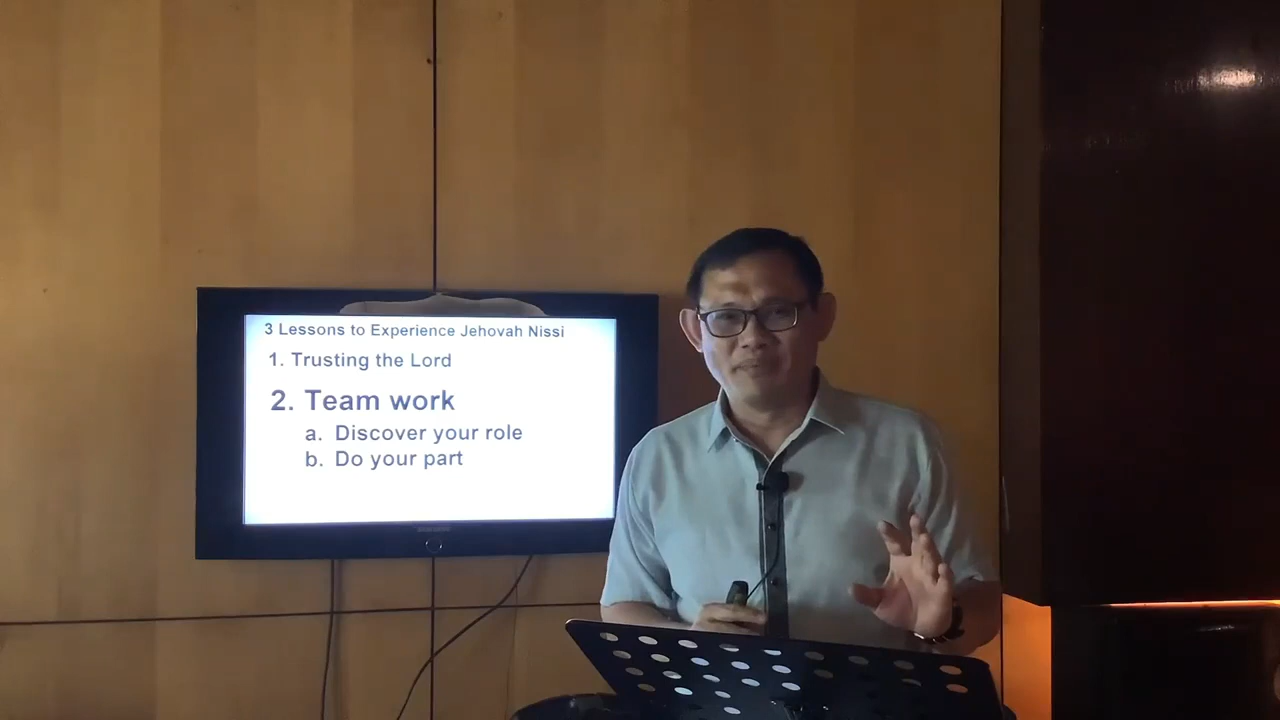 3 Lessons to Experience Jehovah Nissi
1. Trusting the Lord
2. Team work
a. Discover your role
b. Do your part